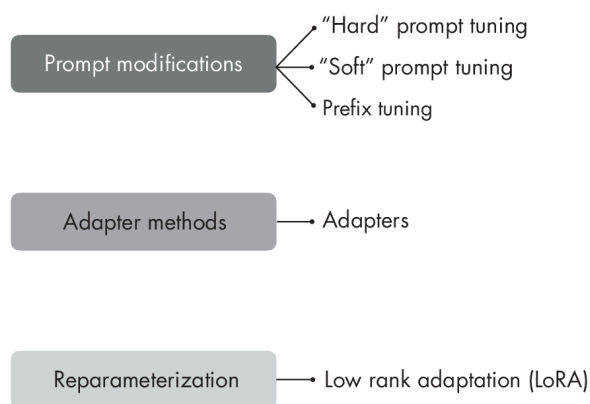 “Hard” prompt tuning
Prompt modifications
“Soft” prompt tuning
Prefix tuning
Adapter methods
Adapters
Reparameterization
Low rank adaptation (LoRA)